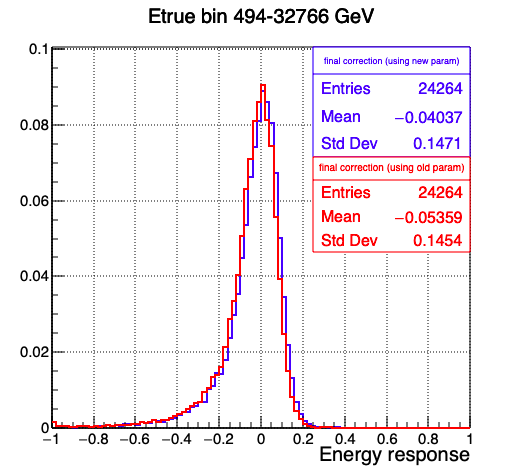 Etrue bin 494-32766 GeV
0.1
0.08
0.06
0.04
0.02
0
final correction (using new param)
Entries 24264
Mean −0.04037
Std Dev 0.1471
final correction (using old param)
Entries 24264
Mean −0.05359
Std Dev 0.1454
−1 −0.8 −0.6 −0.4 −0.2 0 0.2 0.4 0.6 0.8 1
Energy response